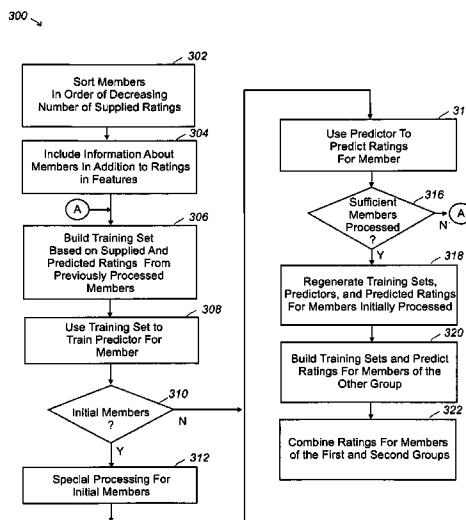 300
302
Sort Members
In Order of Decreasing
Number of Supplied Ratings
304
Include Information About
Members In Addition to Ratings
in Features
A
306
Build Training Set
Based on Supplied And
Predicted Ratings From
Previously Processed
Members
308
Use Training Set to
Train Predictor For
Member
310
Initial Members
?
N
Y
312
Special Processing For
Initial Members
31
Use Predictor To
Predict Ratings
For Member
316
Sufficient
Members
Processed
?
N
A
Y
318
Regenerate Training Sets,
Predictors, and Predicted Ratings
For Members Initially Processed
320
Build Training Sets and Predict
Ratings For Members of the
Other Group
322
Combine Ratings For Members
of the First and Second Groups